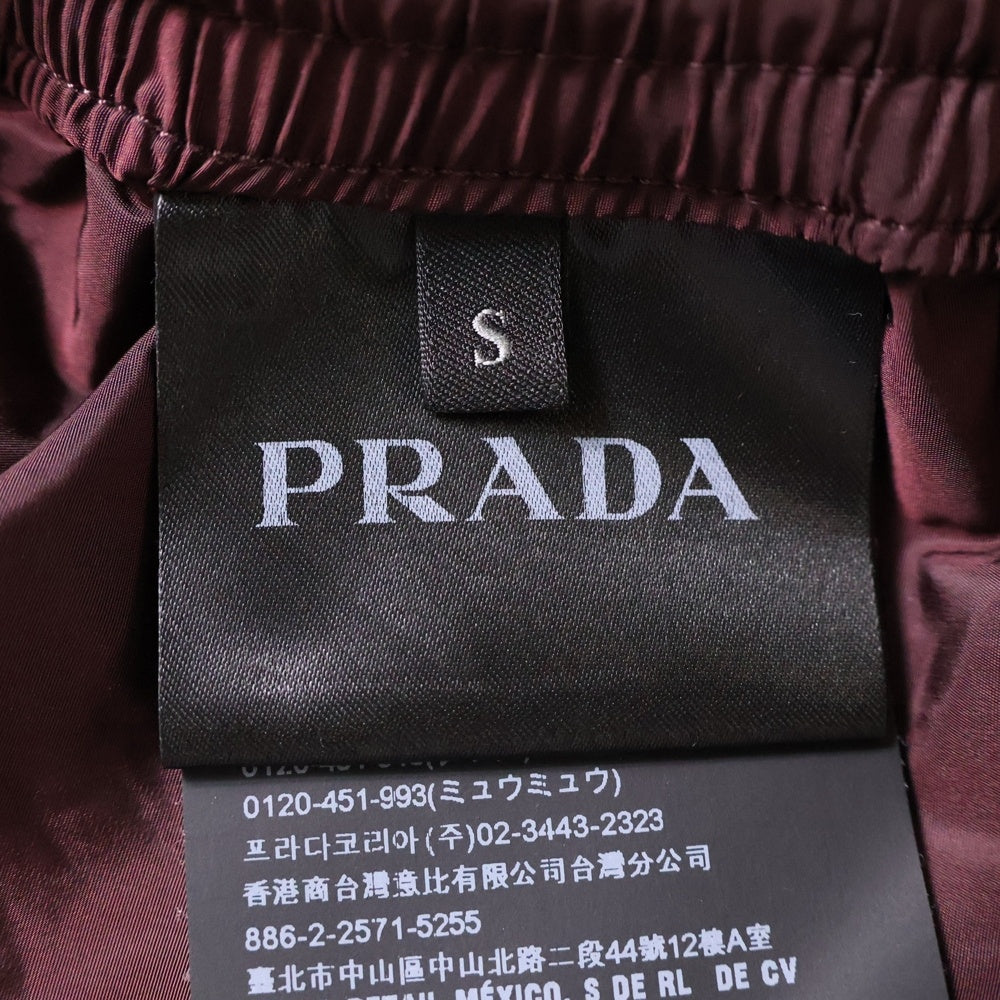 S
PRADA
0120-451-993(ミュウミュウ)
프라다코리아(주)02-3443-2323
香港商台灣意比有限公司台灣分公司
886-2-2571-5255
臺北市中山區中山北路二段44號12樓A室
RETAIL MÉXICO, S DE RL DE CV